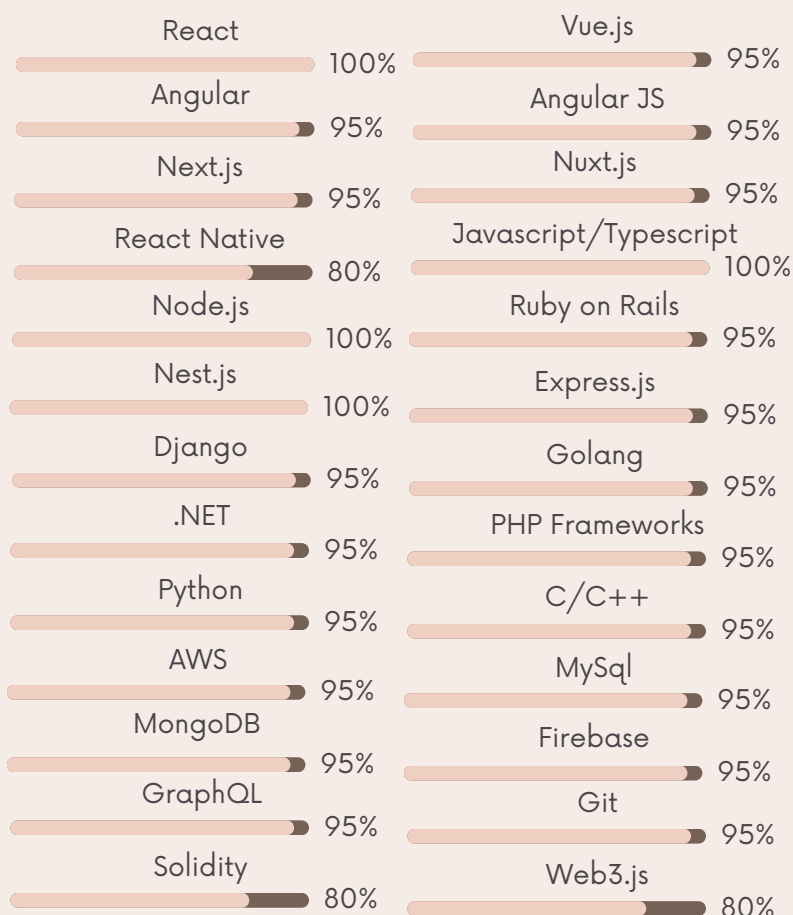 React
100%
Angular
95%
Next.js
95%
React Native
80%
Node.js
100%
Nest.js
100%
Django
95%
.NET
95%
Python
95%
AWS
95%
MongoDB
95%
GraphQL
95%
Solidity
80%
Vue.js
95%
Angular JS
95%
Nuxt.js
95%
Javascript/Typescript
100%
Ruby on Rails
95%
Express.js
95%
Golang
95%
PHP Frameworks
95%
C/C++
95%
MySql
95%
Firebase
95%
Git
95%
Web3.js
80%